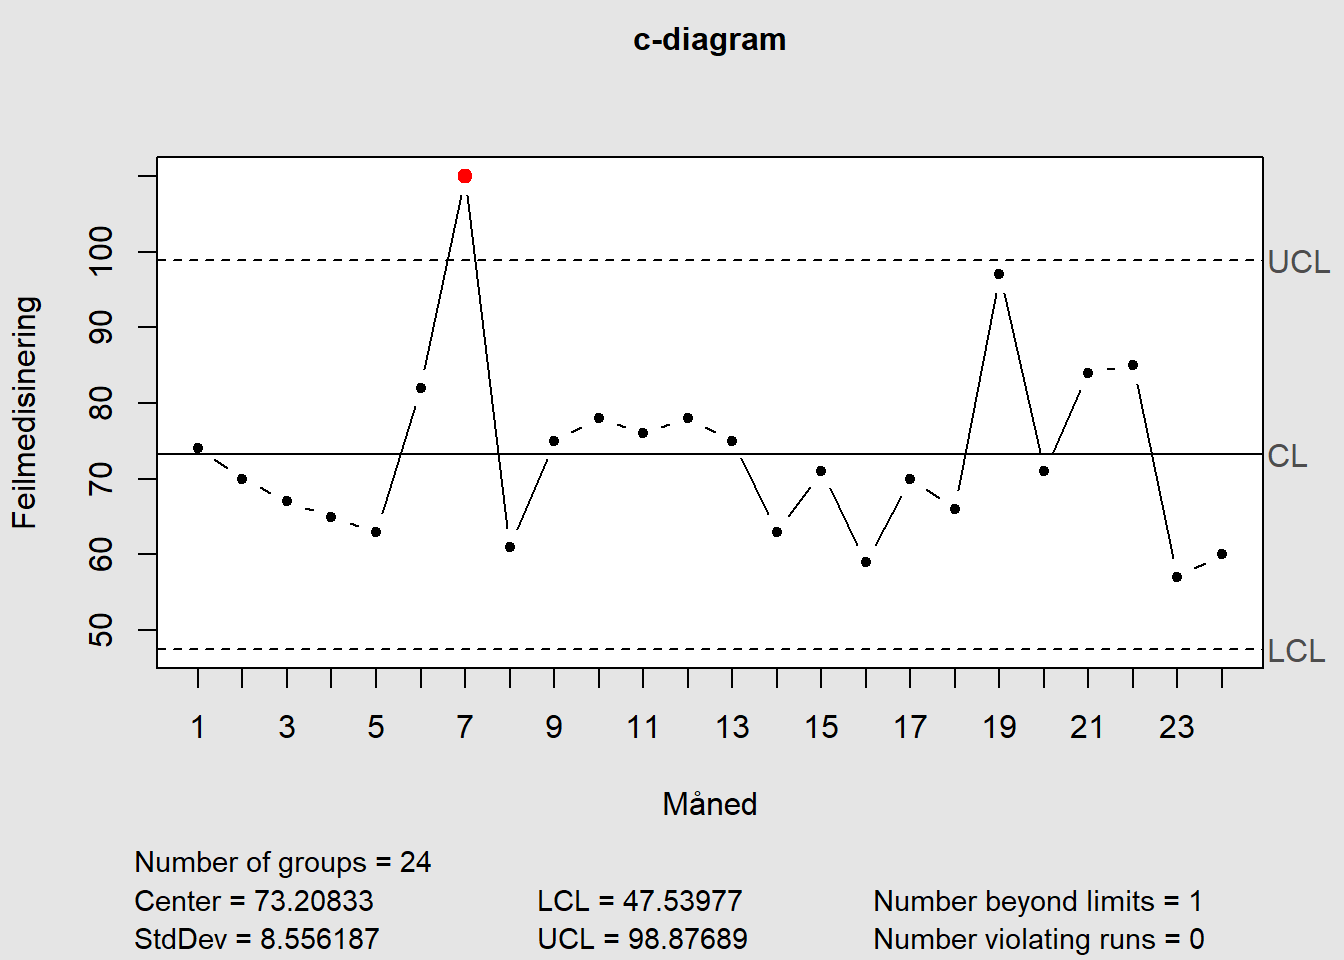 c-diagram
Feilmedisinering
100
90
80
70
60
50
UCL
CL
LCL
1 3 5 7 9 11 13 15 17 19 21 23
Måned
Number of groups = 24
Center = 73.20833 LCL = 47.53977 Number beyond limits = 1
StdDev = 8.556187 UCL = 98.87689 Number violating runs = 0